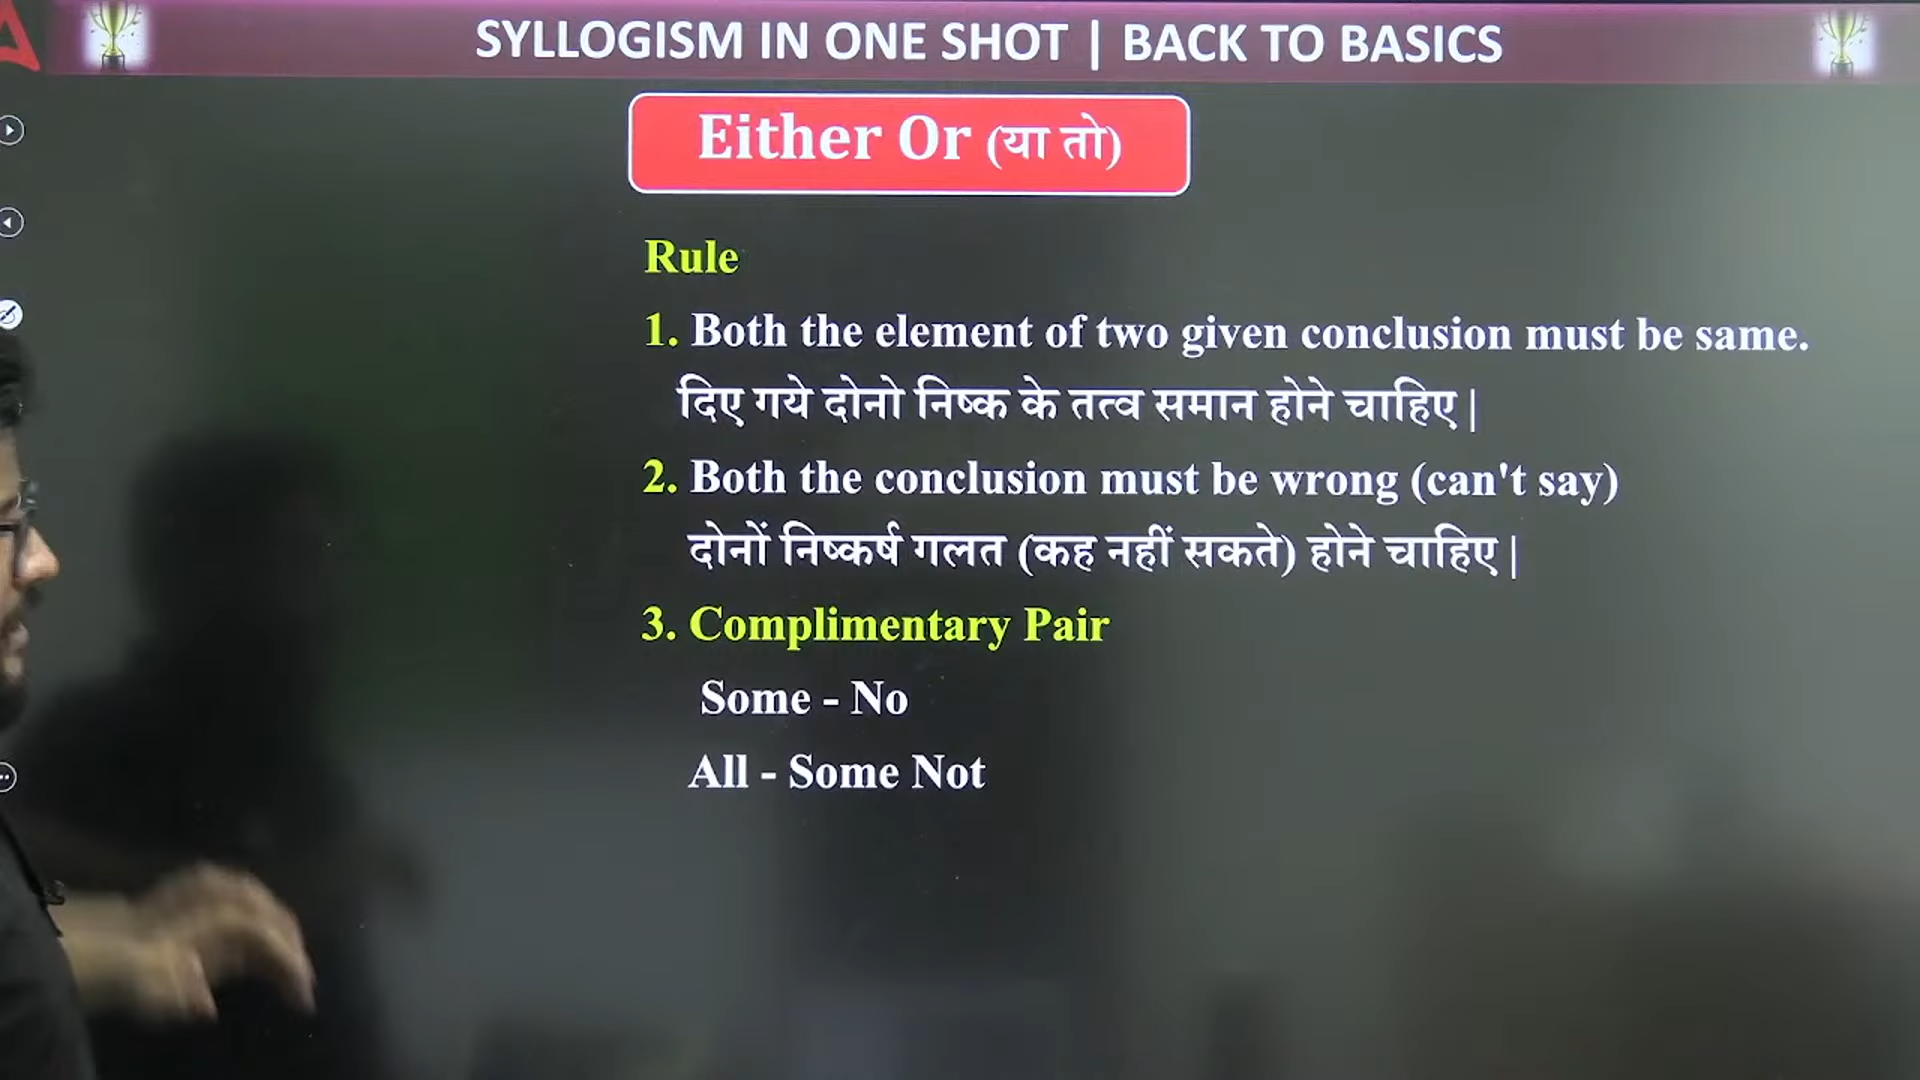 SYLLOGISM IN ONE SHOT | BACK TO BASICS
Either Or (या तो)
Rule
1. Both the element of two given conclusion must be same.
दिए गये दोनो निष्क के तत्व समान होने चाहिए |
2. Both the conclusion must be wrong (can't say)
दोनों निष्कर्ष गलत (कह नहीं सकते) होने चाहिए |
3. Complimentary Pair
Some - No
All - Some Not